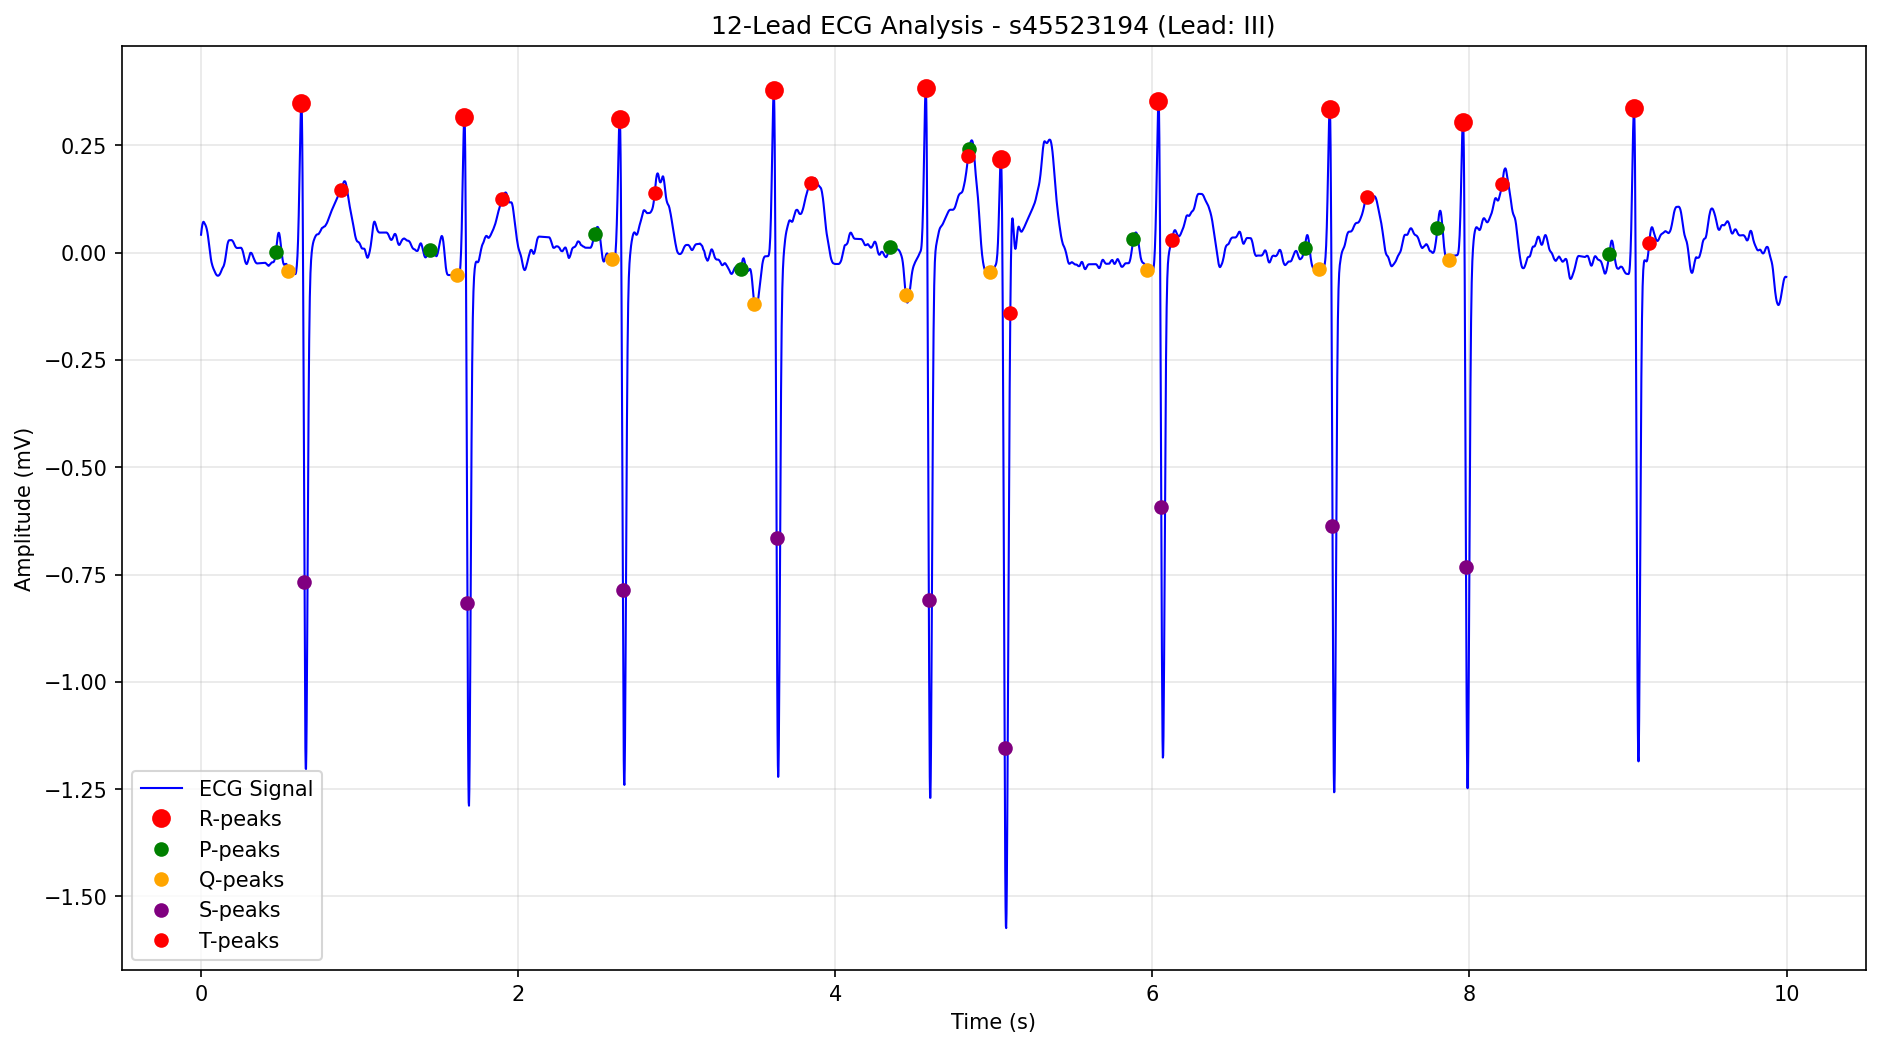 12-Lead ECG Analysis - s45523194 (Lead: III)
Amplitude (mV)
0.25
0.00
−0.25
−0.50
−0.75
−1.00
−1.25
−1.50
ECG Signal
R-peaks
P-peaks
Q-peaks
S-peaks
T-peaks
0 2 4 6 8 10
Time (s)